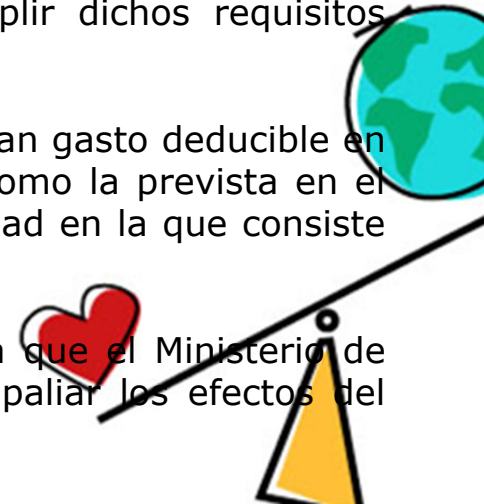 plir dichos requisitos
an gasto deducible en
omo la prevista en el
ad en la que consiste
que el Ministerio de
paliar los efectos del